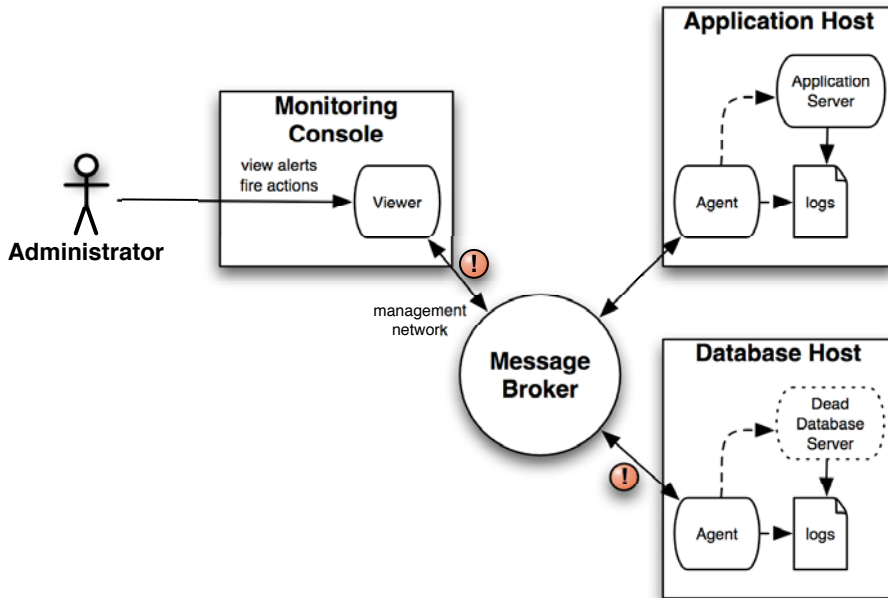 Application Host
Application
Server
Agent
logs
Monitoring
Console
view alerts
fire actions
Viewer
Administrator
!
management
network
Message
Broker
!
Database Host
Dead
Database
Server
Agent
logs